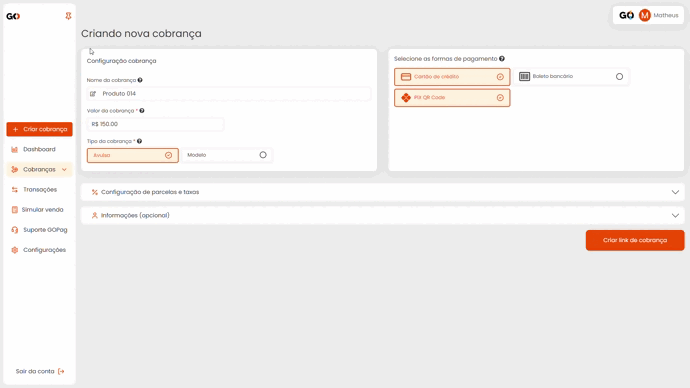 GO
GO M Matheus
Criando nova cobrança
Configuração cobrança
Nome da cobrança ?
Produto 014
Valor da cobrança * ?
R$ 150.00
Tipo da cobrança * ?
Avulsa
Modelo
Selecione as formas de pagamento ?
Cartão de crédito
Boleto bancário
PIX QR Code
Configuração de parcelas e taxas
Informações (opcional)
Criar link de cobrança
+ Criar cobrança
Dashboard
Cobranças
Transações
Simular venda
Suporte GOPag
Configurações
Sair da conta